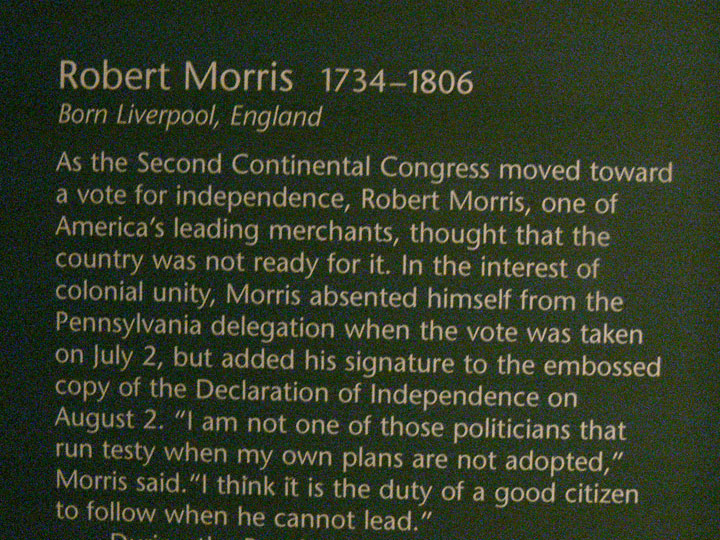 Robert Morris 1734–1806
Born Liverpool, England
As the Second Continental Congress moved toward
a vote for independence, Robert Morris, one of
America's leading merchants, thought that the
country was not ready for it. In the interest of
colonial unity, Morris absented himself from the
Pennsylvania delegation when the vote was taken
on July 2, but added his signature to the embossed
copy of the Declaration of Independence on
August 2. “I am not one of those politicians that
run testy when my own plans are not adopted,”
Morris said.“I think it is the duty of a good citizen
to follow when he cannot lead.”
During the